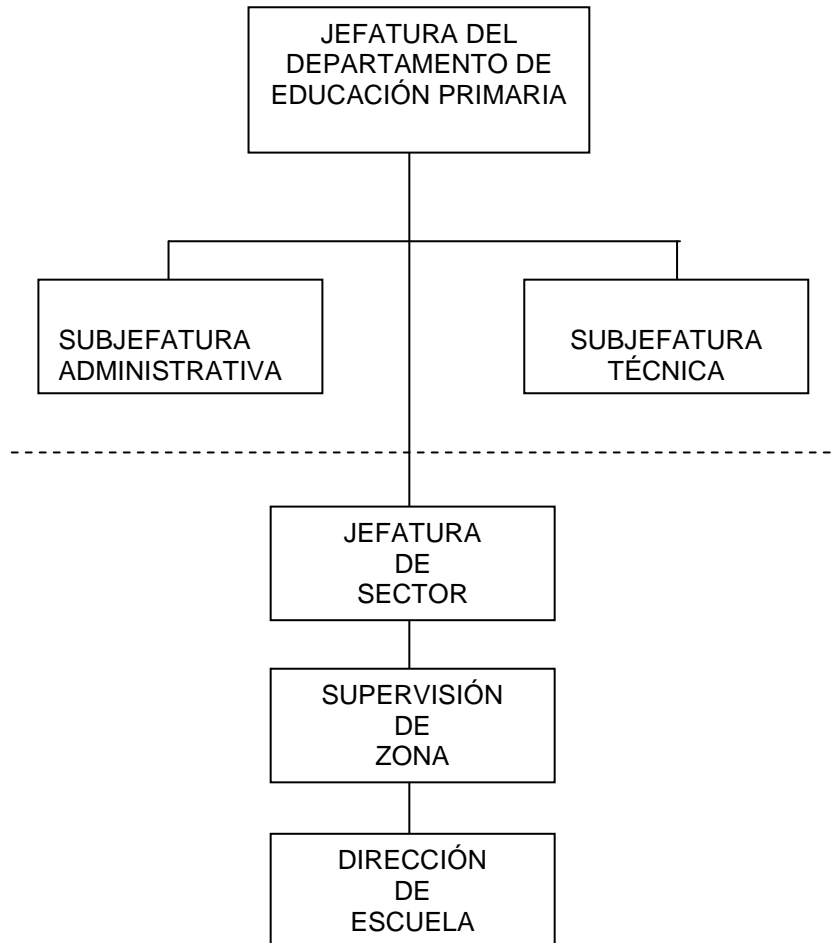 JEFATURA DEL
DEPARTAMENTO DE
EDUCACIÓN PRIMARIA
SUBJEFATURA
ADMINISTRATIVA
SUBJEFATURA
TÉCNICA
JEFATURA
DE
SECTOR
SUPERVISIÓN
DE
ZONA
DIRECCIÓN
DE
ESCUELA